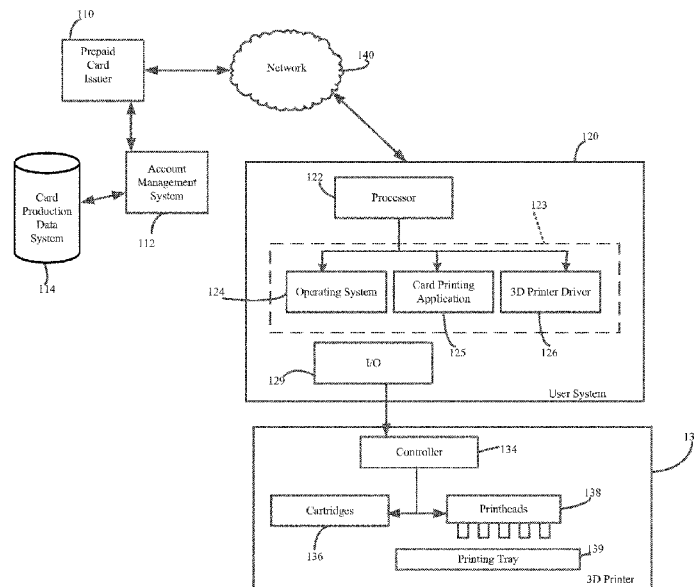 110
Prepaid
Card
Issuer
Network
140
Card
Production
Data
System
114
Account
Management
System
112
120
122
Processor
123
124
Operating System
Card Printing
Application
125
3D Printer Driver
126
I/O
129
User System
13
Controller
134
Cartridges
136
Printheads
138
Printing Tray
139
3D Printer